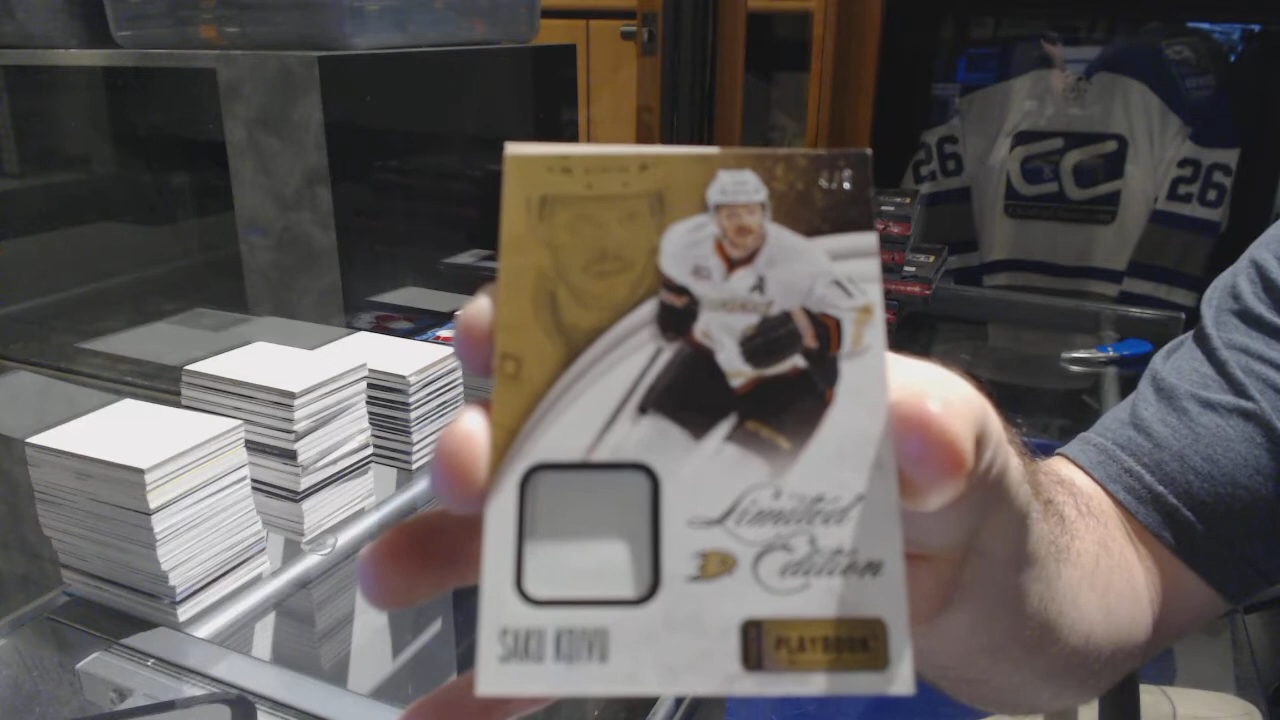 26
CC
26
A
Limited
Edition
SAKU KOIVU
PLAYBOOK